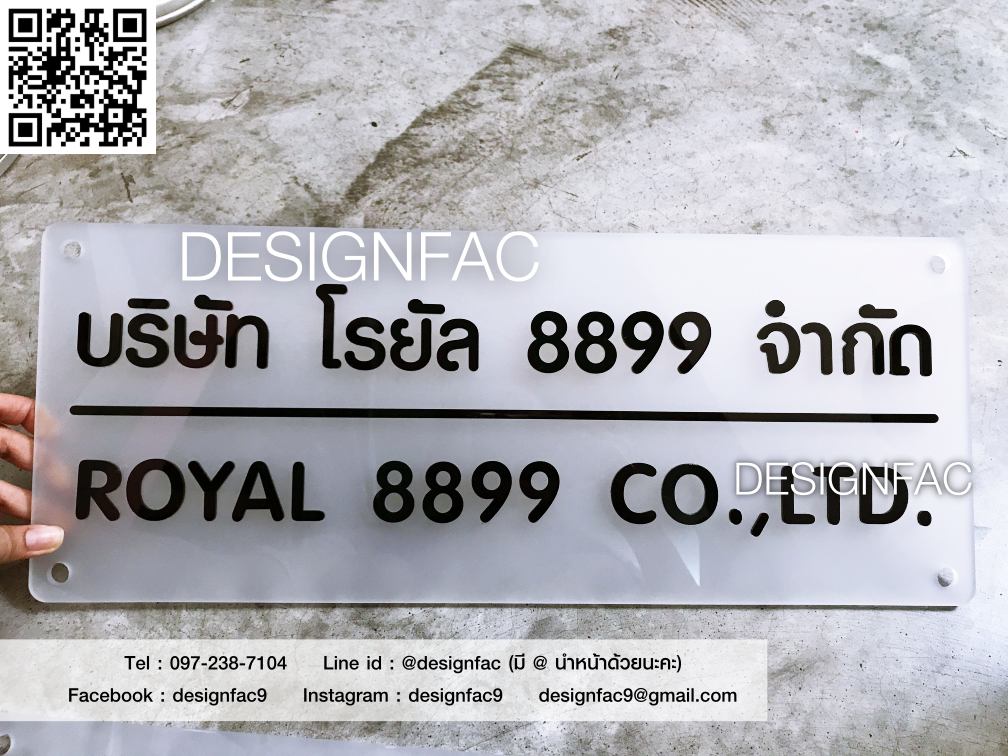 DESIGNFAC
บริษัท โรยัล 8899 จำกัด
ROYAL 8899 CO.,LTD.
DESIGNFAC
Tel : 097-238-7104 Line id : @designfac (มี @ นำหน้าด้วยนะคะ)
Facebook : designfac9 Instagram : designfac9 designfac9@gmail.com